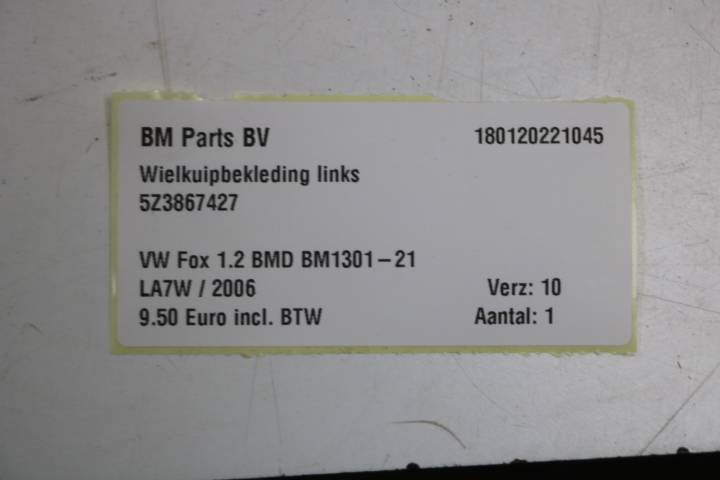 BM Parts BV 180120221045
Wielkuipbekleding links
5Z3867427
VW Fox 1.2 BMD BM1301-21
LA7W / 2006 Verz: 10
9.50 Euro incl. BTW Aantal: 1